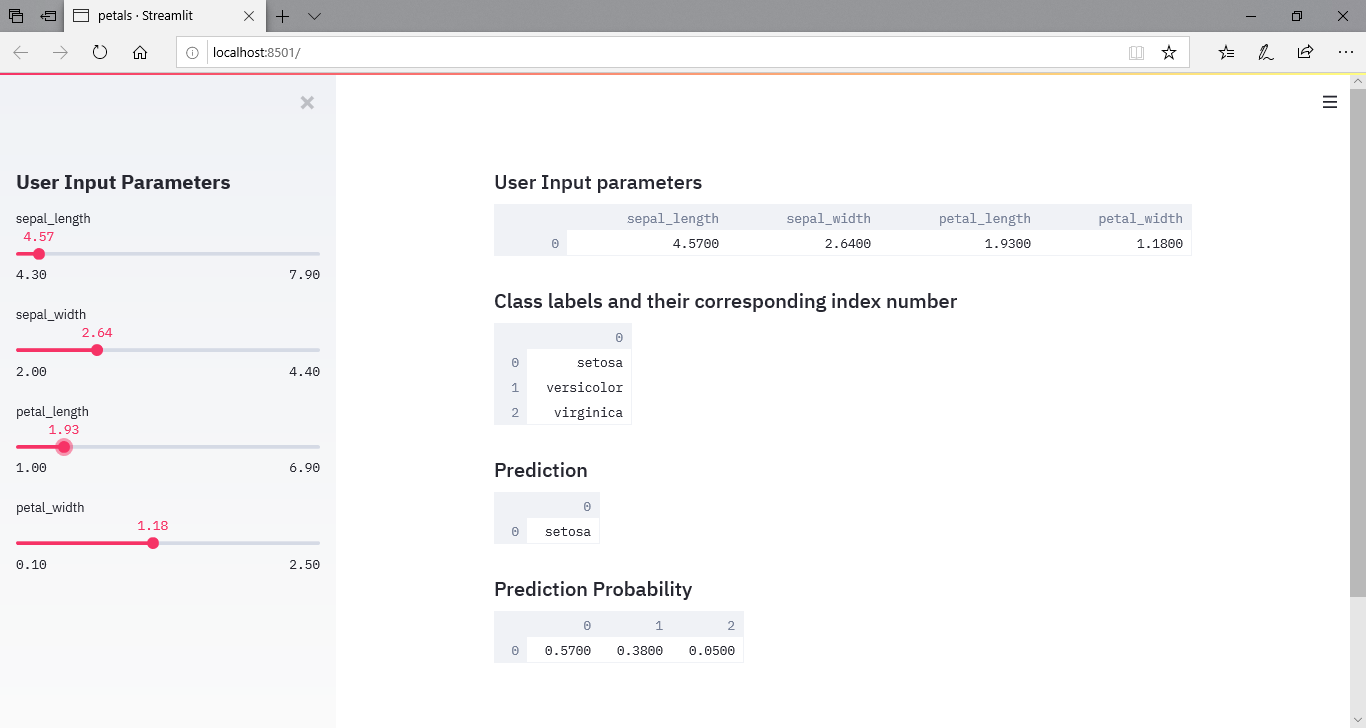 petals · Streamlit
localhost:8501/
User Input Parameters
sepal_length
4.57
4.30 7.90
sepal_width
2.64
2.00 4.40
petal_length
1.93
1.00 6.90
petal_width
1.18
0.10 2.50
User Input parameters
sepal_length sepal_width petal_length petal_width
0 4.5700 2.6400 1.9300 1.1800
Class labels and their corresponding index number
0
0 setosa
1 versicolor
2 virginica
Prediction
0
0 setosa
Prediction Probability
0 1 2
0 0.5700 0.3800 0.0500